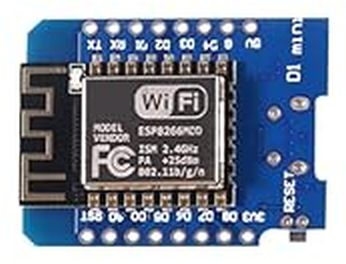 TX RX D1 D2 D3 D4 G 5V
D1 mini
WiFi
MODEL ESP8266MOD
VENDOR
ISM 2.4GHz
PA +25dBm
802.11b/g/n
FC
RESET
RST A0 D0 D5 D6 D7 D8 3V3